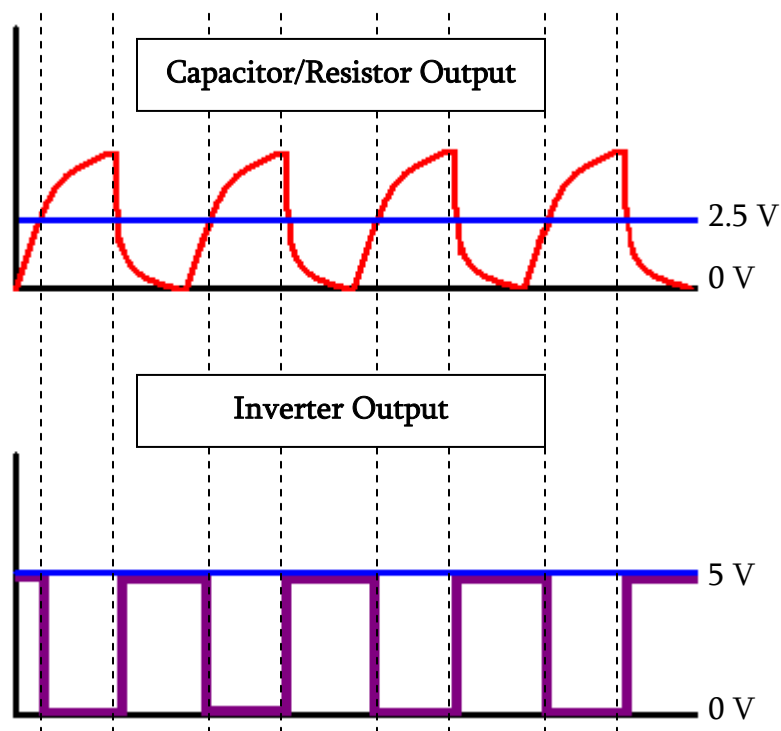 Capacitor/Resistor Output
2.5 V
0 V
Inverter Output
5 V
0 V